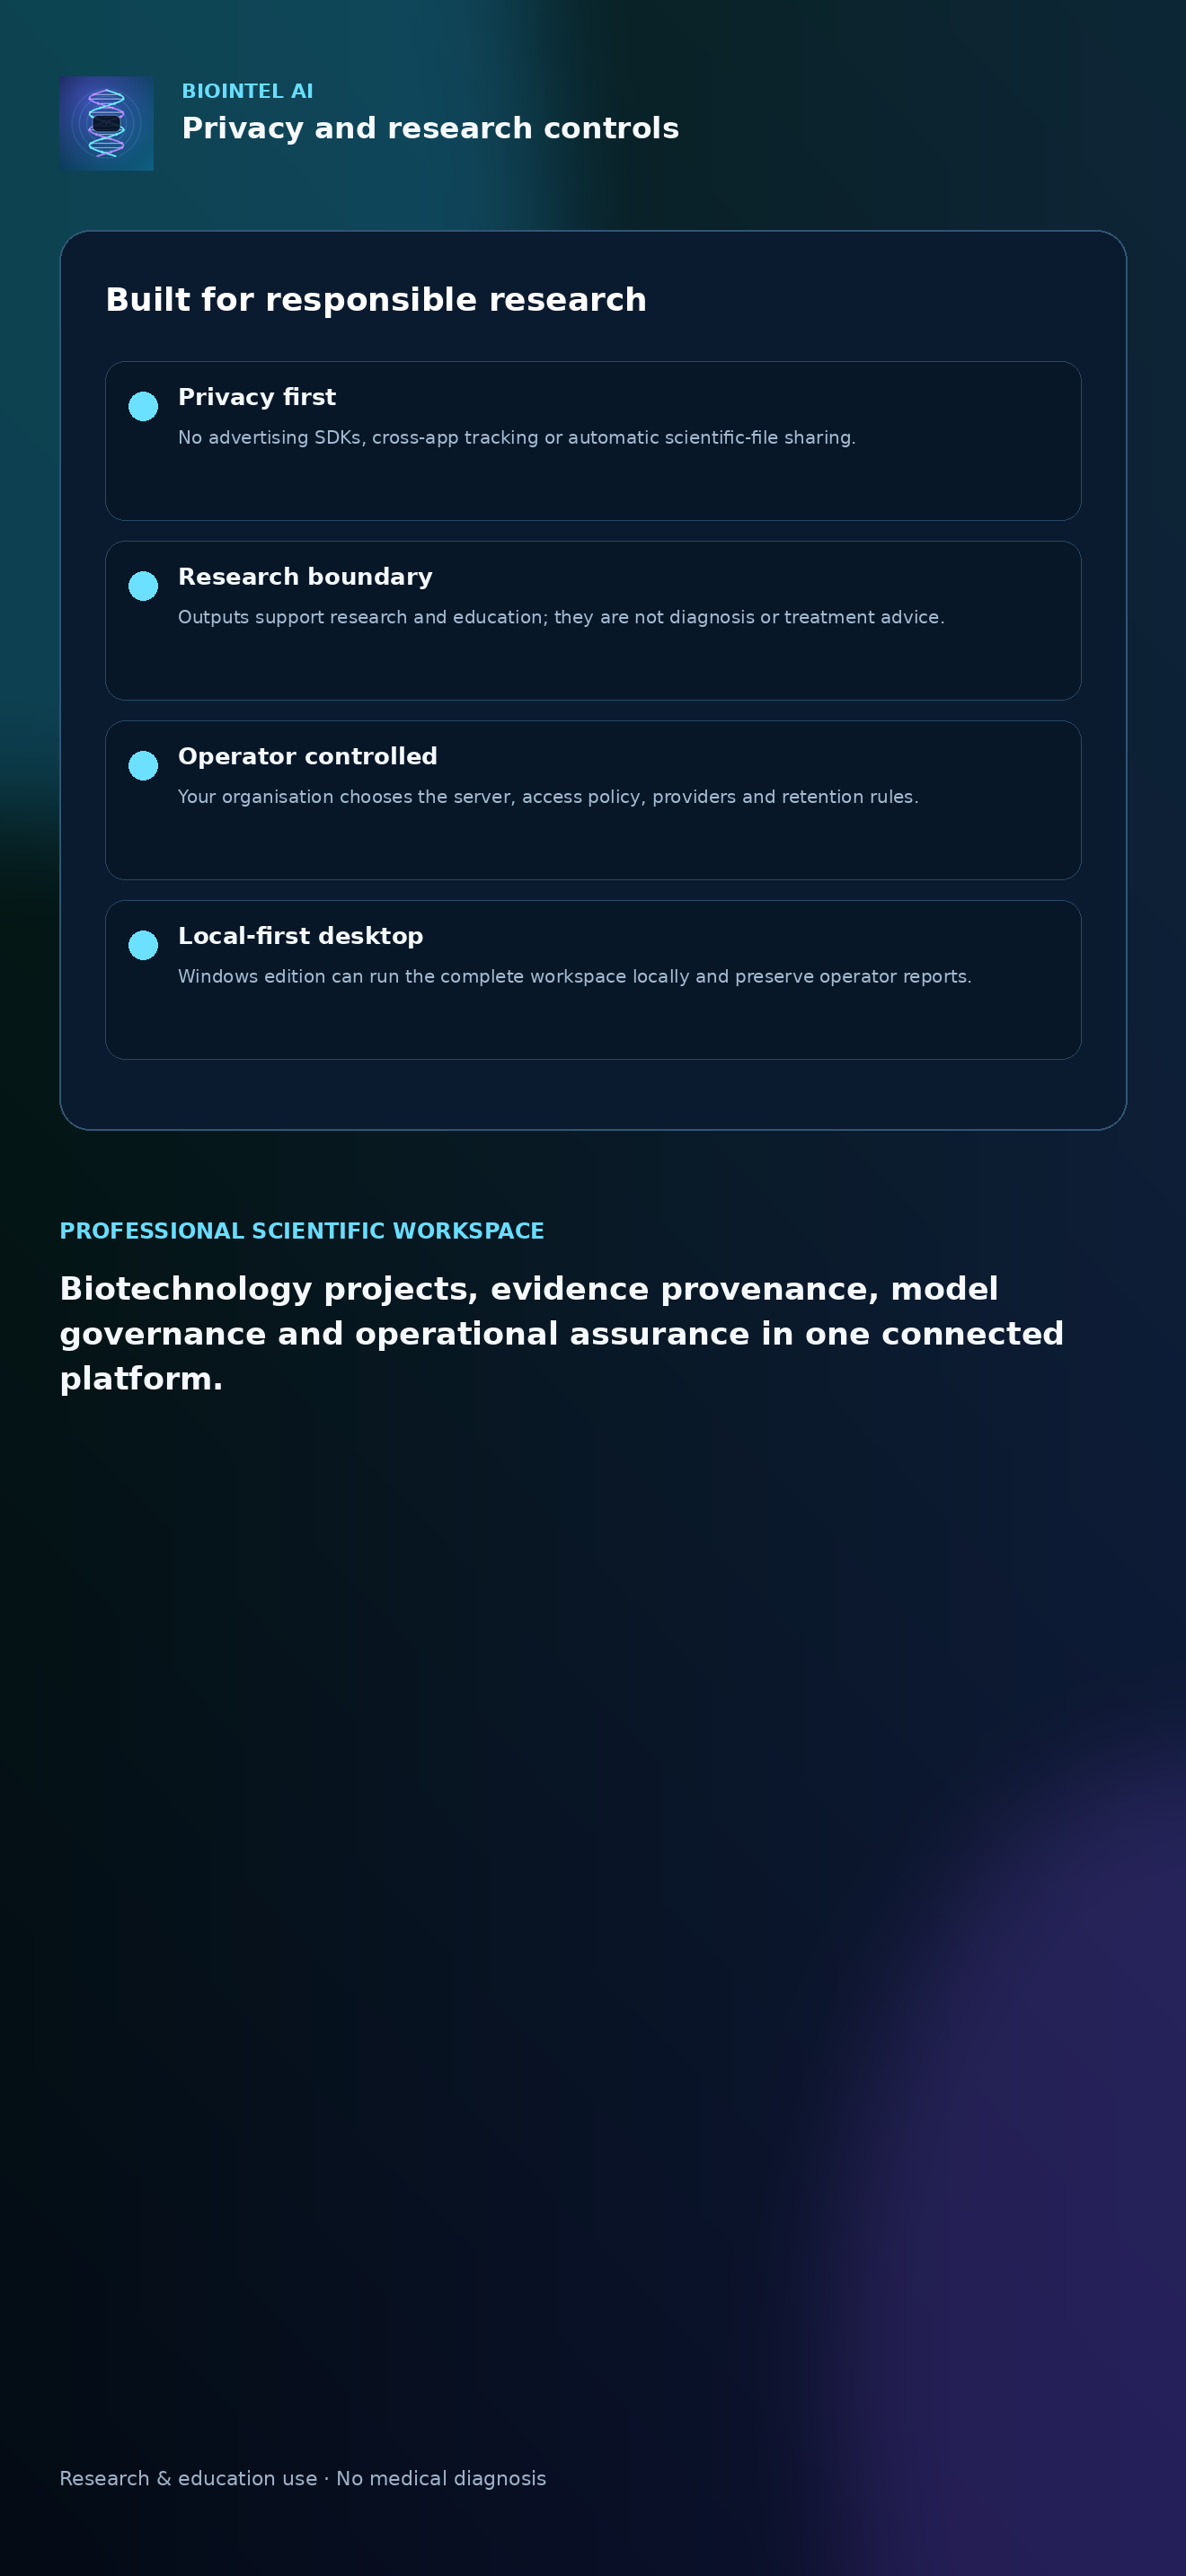 BIOINTEL AI
Privacy and research controls
Built for responsible research
Privacy first
No advertising SDKs, cross-app tracking or automatic scientific-file sharing.
Research boundary
Outputs support research and education; they are not diagnosis or treatment advice.
Operator controlled
Your organisation chooses the server, access policy, providers and retention rules.
Local-first desktop
Windows edition can run the complete workspace locally and preserve operator reports.
PROFESSIONAL SCIENTIFIC WORKSPACE
Biotechnology projects, evidence provenance, model
governance and operational assurance in one connected
platform.
Research & education use · No medical diagnosis